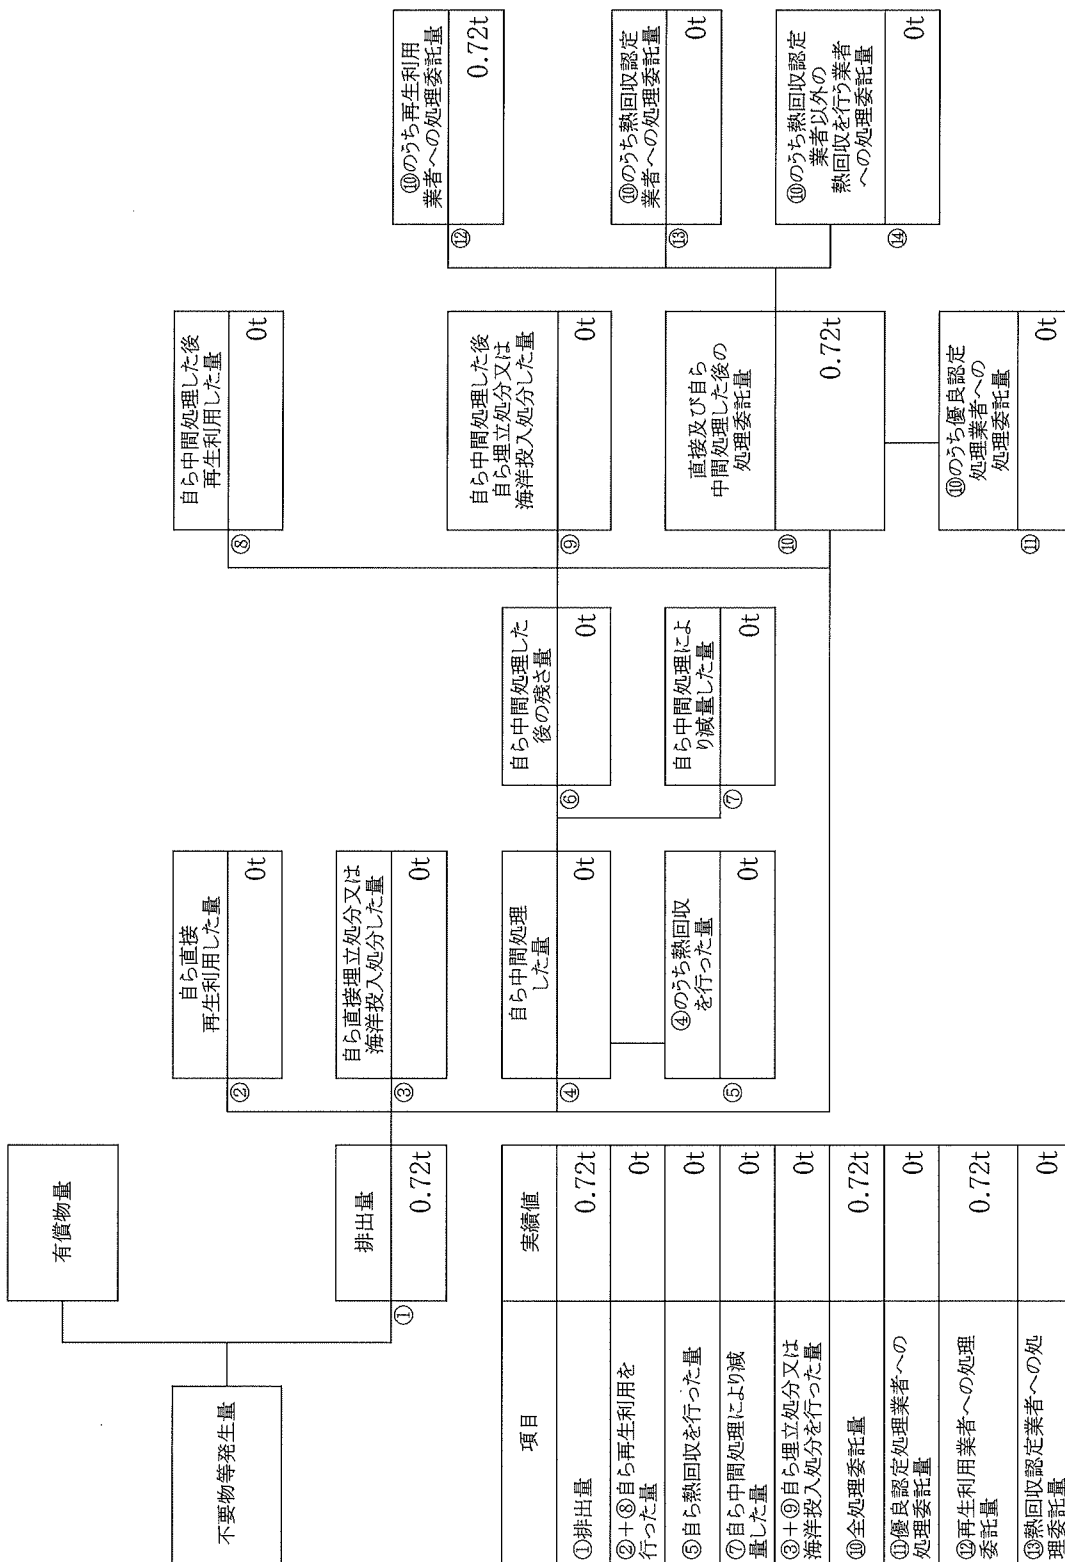 有償物量
不要物等発生量
排出量
①
0.72t
自ら直接
再生利用した量
②
0t
自ら直接埋立処分又は
海洋投入処分した量
③
0t
自ら中間処理
した量
④
0t
④のうち熱回収
を行った量
⑤
0t
自ら中間処理した
後の残さ量
⑥
0t
自ら中間処理によ
り減量した量
⑦
0t
自ら中間処理した後
再生利用した量
⑧
0t
自ら中間処理した後
自ら埋立処分又は
海洋投入処分した量
⑨
0t
直接及び自ら
中間処理した後の
処理委託量
⑩
0.72t
⑩のうち優良認定
処理業者への
処理委託量
⑪
0t
⑩のうち再生利用
業者への処理委託量
⑫
0.72t
⑩のうち熱回収認定
業者への処理委託量
⑬
0t
⑩のうち熱回収認定
業者以外の
熱回収を行う業者
への処理委託量
⑭
0t
項目
実績値
①排出量
0.72t
②+⑧自ら再生利用を
行った量
0t
⑤自ら熱回収を行った量
0t
⑦自ら中間処理により減
量した量
0t
③+⑨自ら埋立処分又は
海洋投入処分を行った量
0t
⑩全処理委託量
0.72t
⑪優良認定処理業者への
処理委託量
0t
⑫再生利用業者への処理
委託量
0.72t
⑬熱回収認定業者への処
理委託量
0t